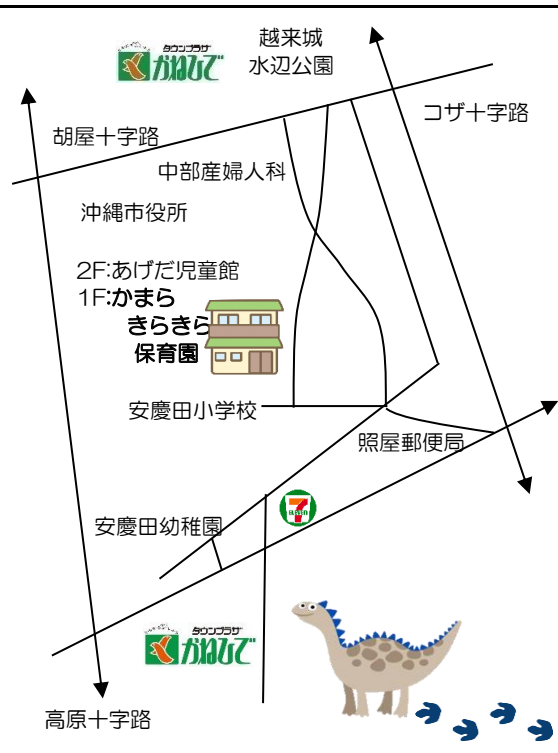 タウンプラザ
かねひで
越来城
水辺公園
コザ十字路
胡屋十字路
中部産婦人科
沖縄市役所
2F:あげだ児童館
1F:かまら
きらきら
保育園
安慶田小学校
照屋郵便局
7
安慶田幼稚園
タウンプラザ
かねひで
高原十字路